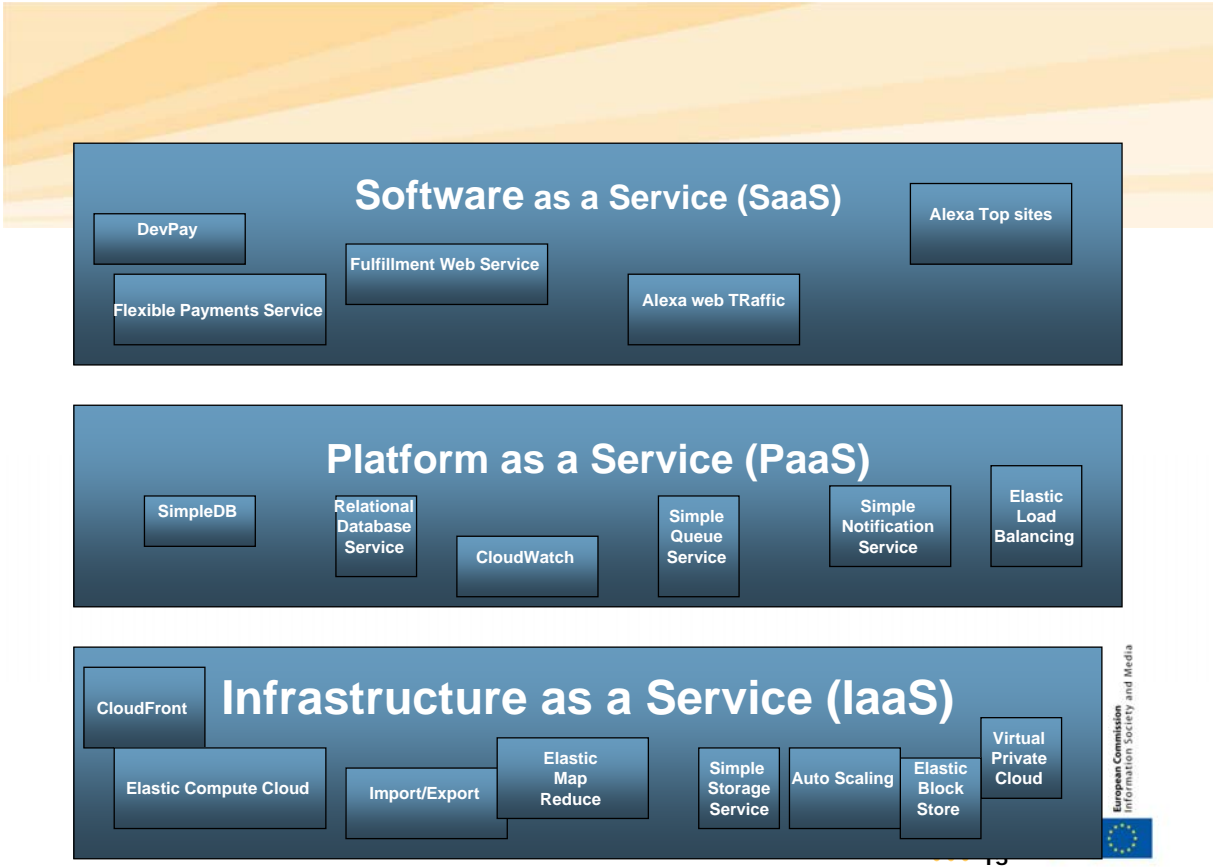 Software as a Service (SaaS)
DevPay
Flexible Payments Service
Fulfillment Web Service
Alexa web TRaffic
Alexa Top sites
Platform as a Service (PaaS)
SimpleDB
Relational
Database
Service
CloudWatch
Simple
Queue
Service
Simple
Notification
Service
Elastic
Load
Balancing
Infrastructure as a Service (IaaS)
CloudFront
Elastic Compute Cloud
Import/Export
Elastic
Map
Reduce
Simple
Storage
Service
Auto Scaling
Elastic
Block
Store
Virtual
Private
Cloud
European Commission
Information Society and Media